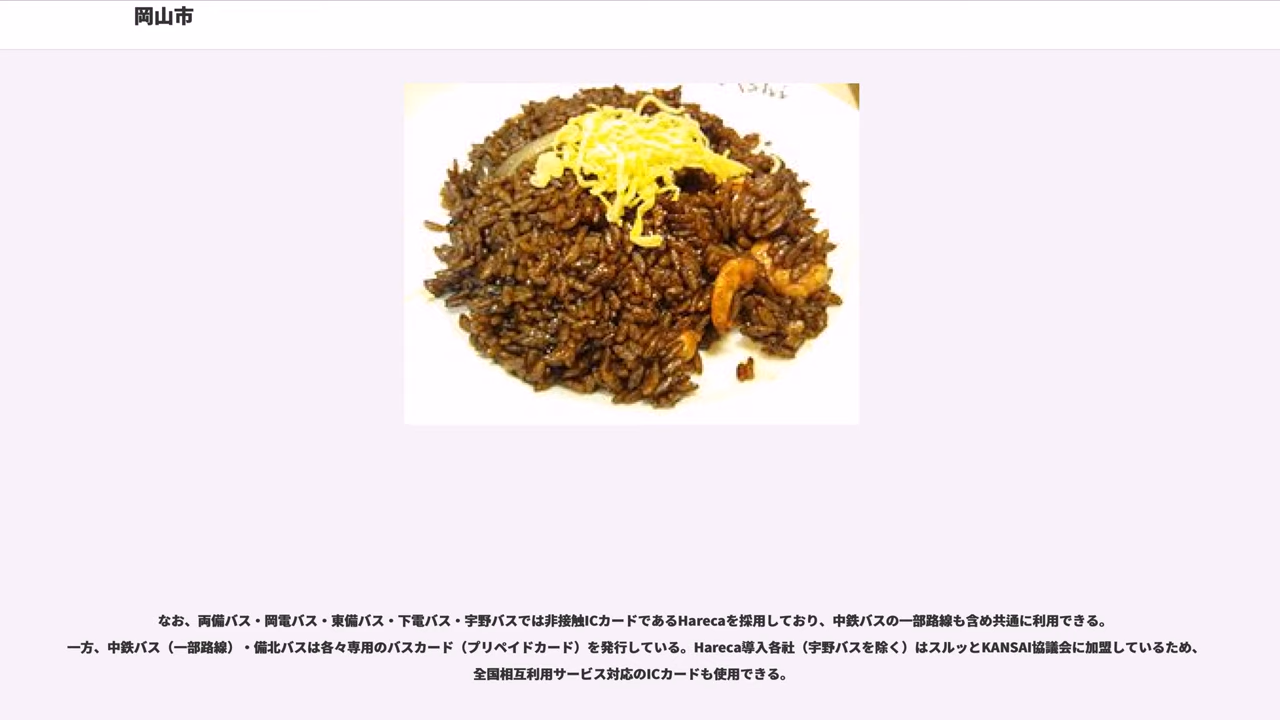 岡山市
なお、両備バス・岡電バス・東備バス・下電バス・宇野バスでは非接触ICカードであるHarecaを採用しており、中鉄バスの一部路線も含め共通に利用できる。
一方、中鉄バス（一部路線）・備北バスは各々専用のバスカード（プリペイドカード）を発行している。Hareca導入各社（宇野バスを除く）はスルッとKANSAI協議会に加盟しているため、
全国相互利用サービス対応のICカードも使用できる。